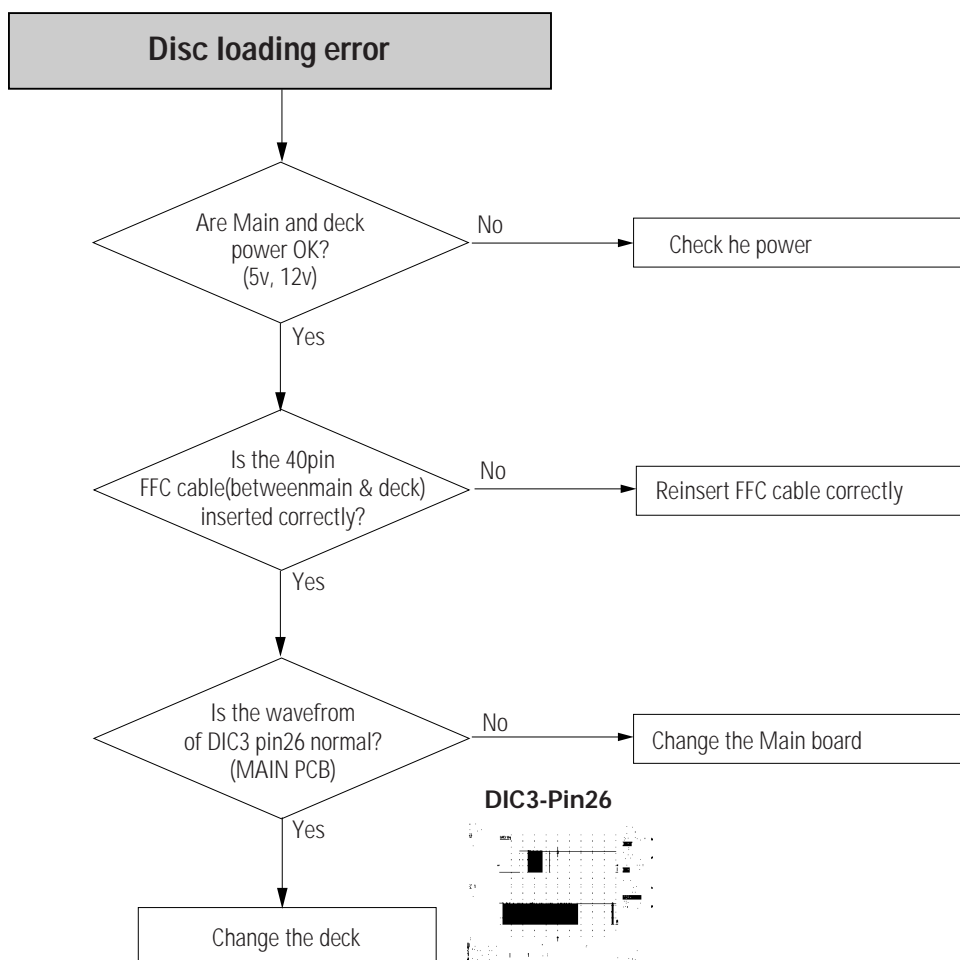 Disc loading error
Are Main and deck
power OK?
(5v, 12v)
No
Check he power
Yes
Is the 40pin
FFC cable(betweenmain & deck)
inserted correctly?
No
Reinsert FFC cable correctly
Yes
Is the wavefrom
of DIC3 pin26 normal?
(MAIN PCB)
No
Change the Main board
DIC3-Pin26
Yes
Change the deck